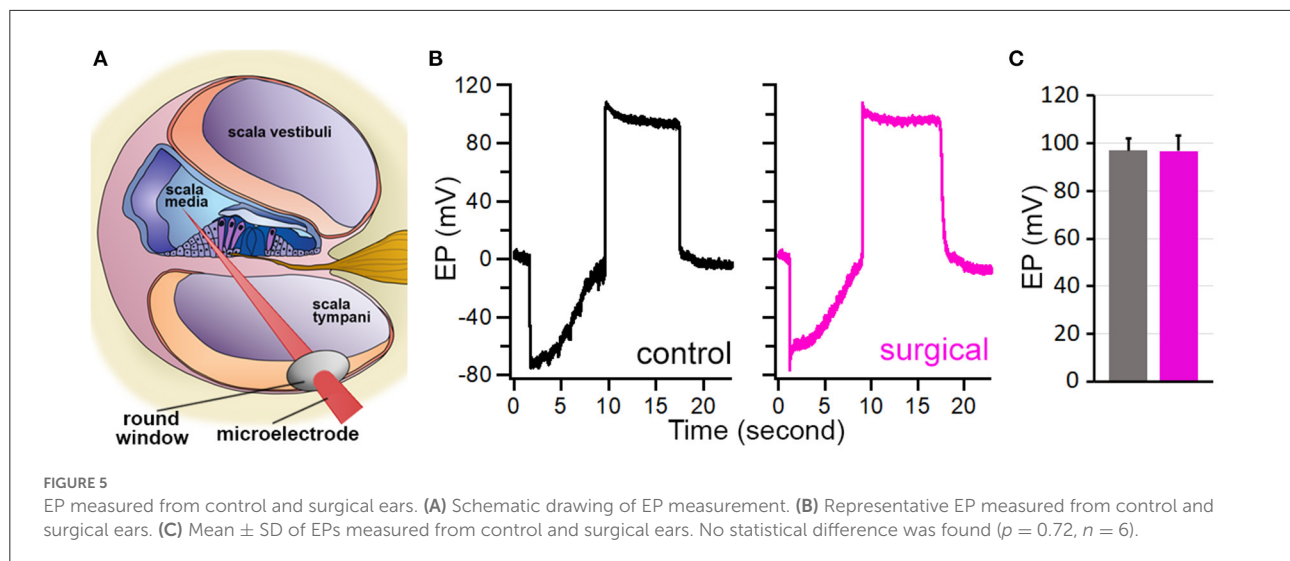 A
scala vestibuli
scala
media
scala
tympani
round
window
microelectrode
B
EP (mV)
120
80
40
0
-40
-80
control
0 5 10 15 20
surgical
0 5 10 15 20
Time (second)
C
EP (mV)
120
100
80
60
40
20
0
FIGURE 5
EP measured from control and surgical ears. (A) Schematic drawing of EP measurement. (B) Representative EP measured from control and
surgical ears. (C) Mean ± SD of EPs measured from control and surgical ears. No statistical difference was found (p = 0.72, n = 6).